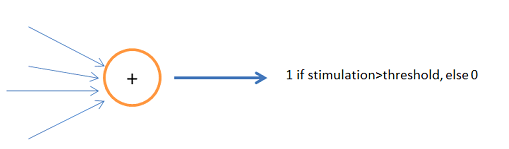 +
1 if stimulation>threshold, else 0